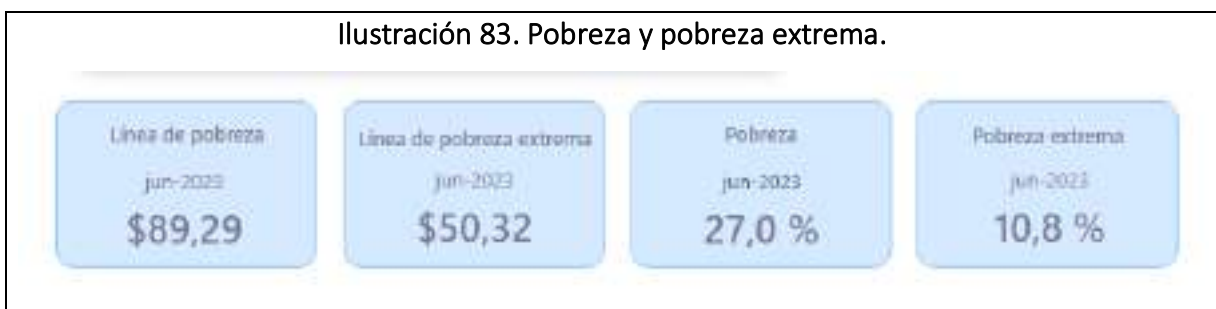 Ilustración 83. Pobreza y pobreza extrema.
Línea de pobreza
jun-2023
$89,29
Línea de pobreza extrema
jun-2023
$50,32
Pobreza
jun-2023
27,0 %
Pobreza extrema
jun-2023
10,8 %